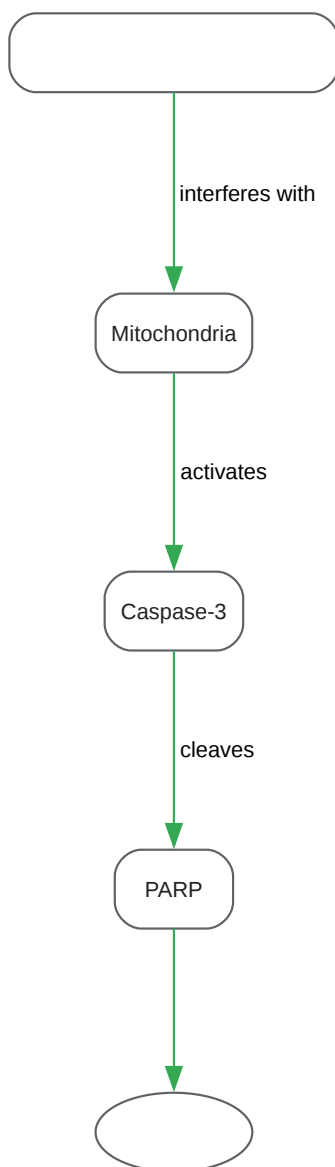 interferes with
Mitochondria
activates
Caspase-3
cleaves
PARP